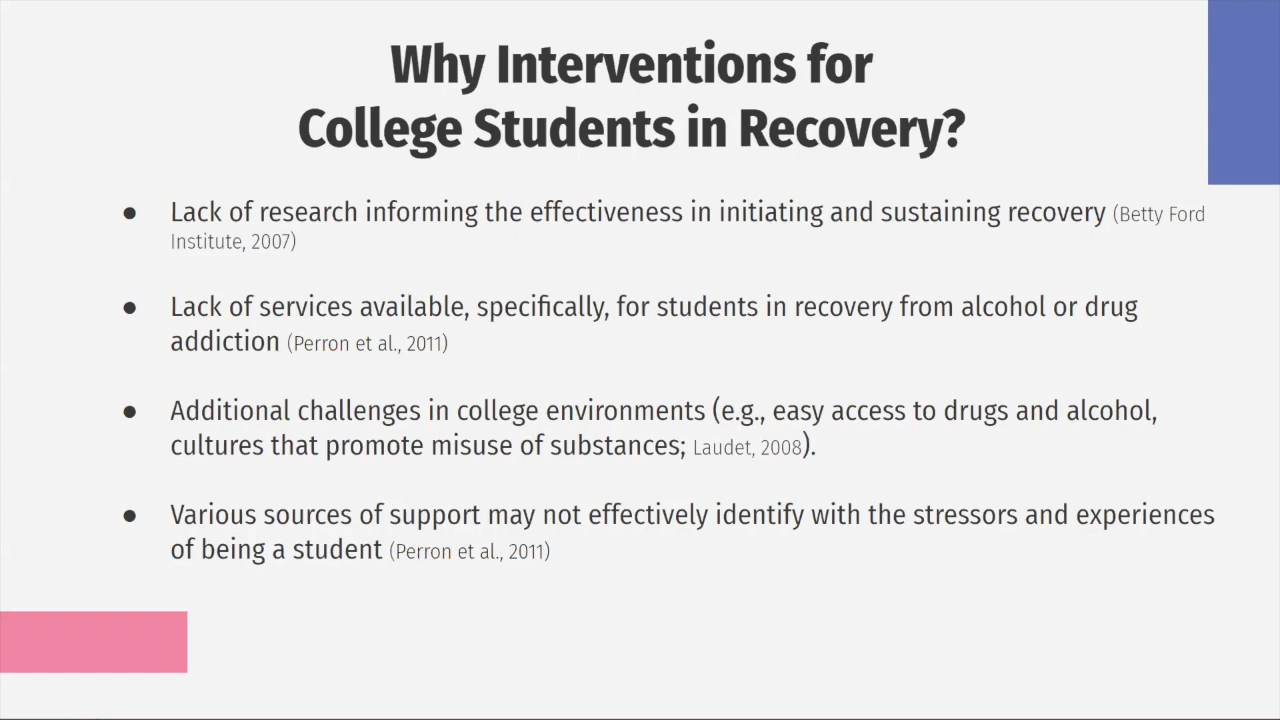 Why Interventions for
College Students in Recovery?
● Lack of research informing the effectiveness in initiating and sustaining recovery (Betty Ford
Institute, 2007)
● Lack of services available, specifically, for students in recovery from alcohol or drug
addiction (Perron et al., 2011)
● Additional challenges in college environments (e.g., easy access to drugs and alcohol,
cultures that promote misuse of substances; Laudet, 2008).
● Various sources of support may not effectively identify with the stressors and experiences
of being a student (Perron et al., 2011)